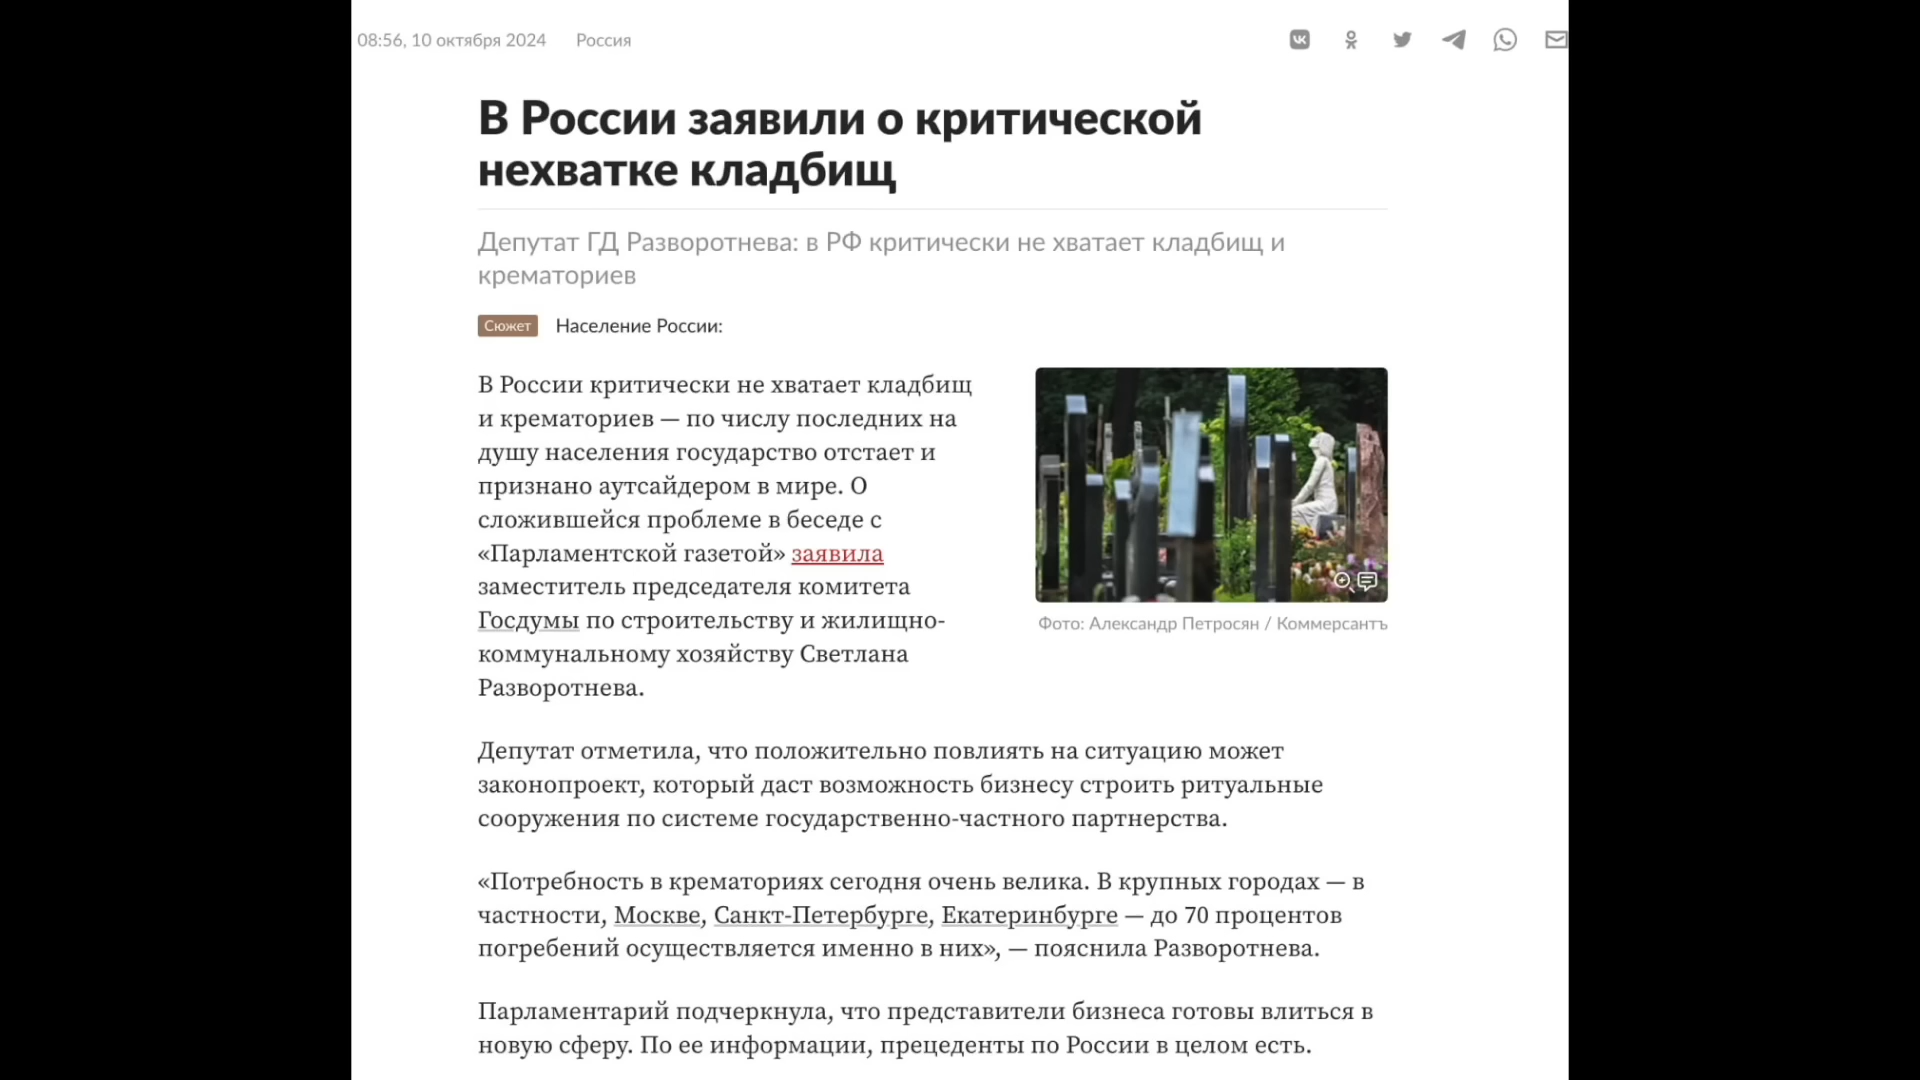 08:56, 10 октября 2024 Россия
В России заявили о критической
нехватке кладбищ
Депутат ГД Разворотнева: в РФ критически не хватает кладбищ и
крематориев
Сюжет Население России:
В России критически не хватает кладбищ
и крематориев — по числу последних на
душу населения государство отстает и
признано аутсайдером в мире. О
сложившейся проблеме в беседе с
«Парламентской газетой» заявила
заместитель председателя комитета
Госдумы по строительству и жилищно-
коммунальному хозяйству Светлана
Разворотнева.
Фото: Александр Петросян / Коммерсантъ
Депутат отметила, что положительно повлиять на ситуацию может
законопроект, который даст возможность бизнесу строить ритуальные
сооружения по системе государственно-частного партнерства.
«Потребность в крематориях сегодня очень велика. В крупных городах — в
частности, Москве, Санкт-Петербурге, Екатеринбурге — до 70 процентов
погребений осуществляется именно в них», — пояснила Разворотнева.
Парламентарий подчеркнула, что представители бизнеса готовы влиться в
новую сферу. По ее информации, прецеденты по России в целом есть.